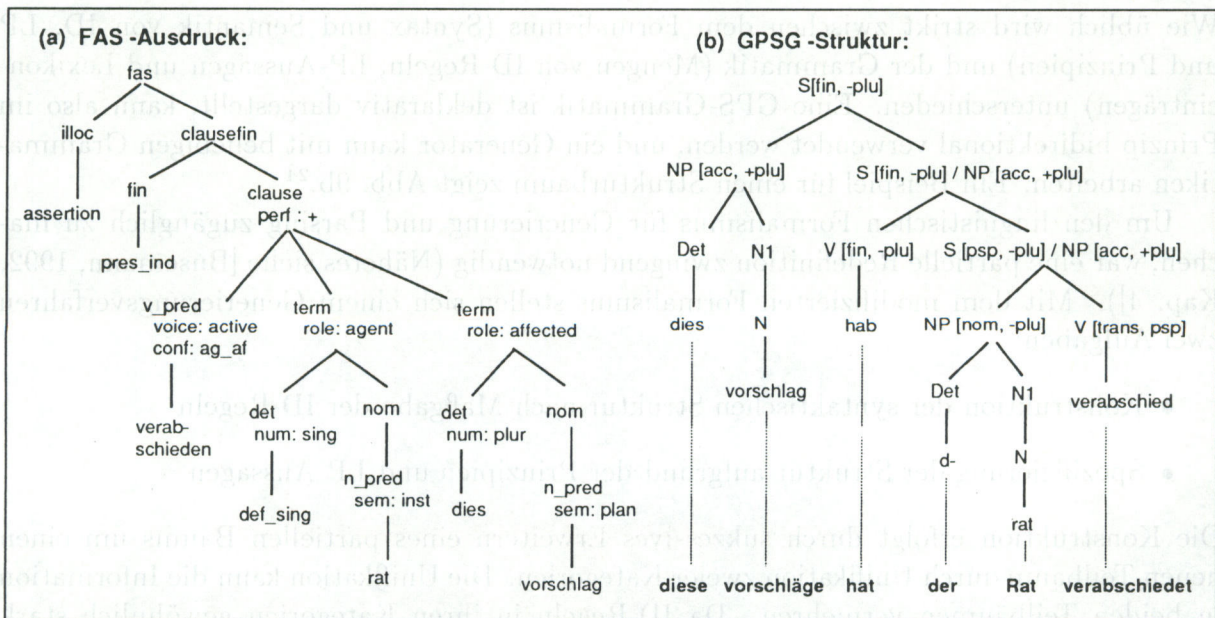 (a) FAS-Ausdruck: (b) GPSG-Struktur:
fas
S[fin, -plu]
illoc clausefin
NP [acc, +plu] S [fin, -plu] / NP [acc, +plu]
fin clause
assertion perf : +
Det N1 V [fin, -plu] S [psp, -plu] / NP [acc, +plu]
pres_ind
v_pred term term
voice: active role: agent role: affected
conf: ag_af
dies N hab NP [nom, -plu] V [trans, psp]
vorschlag
det nom det nom
num: sing num: plur
Det N1 verabschied
verab-
schieden
d- N
n_pred n_pred
sem: inst sem: plan
def_sing dies
rat
rat vorschlag
diese vorschläge hat der Rat verabschiedet